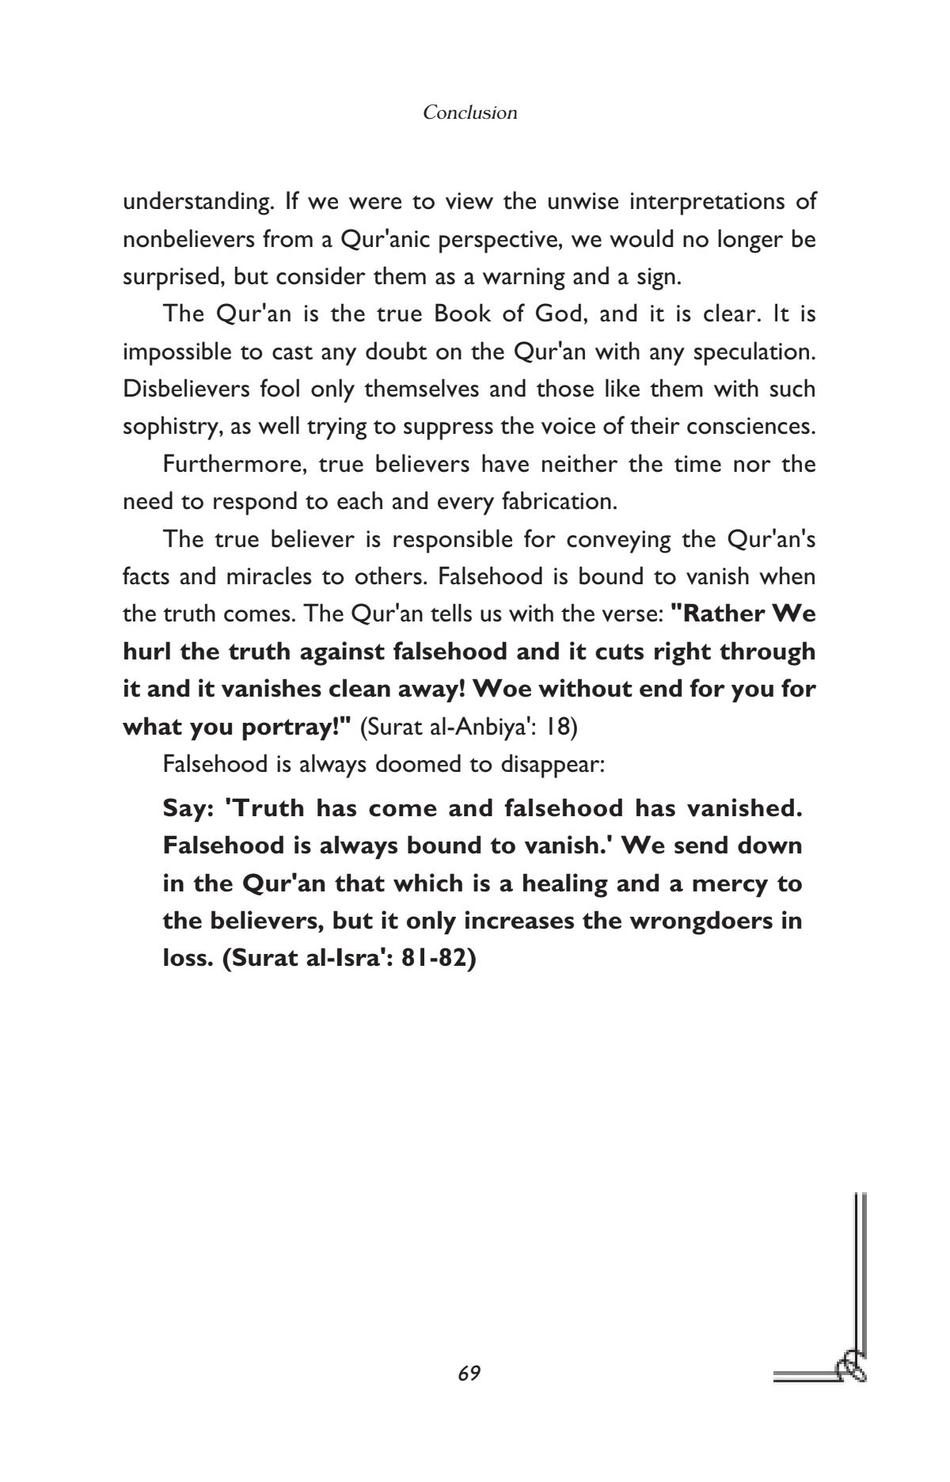 Conclusion
understanding. If we were to view the unwise interpretations of
nonbelievers from a Qur'anic perspective, we would no longer be
surprised, but consider them as a warning and a sign.
The Qur'an is the true Book of God, and it is clear. It is
impossible to cast any doubt on the Qur'an with any speculation.
Disbelievers fool only themselves and those like them with such
sophistry, as well trying to suppress the voice of their consciences.
Furthermore, true believers have neither the time nor the
need to respond to each and every fabrication.
The true believer is responsible for conveying the Qur'an's
facts and miracles to others. Falsehood is bound to vanish when
the truth comes. The Qur'an tells us with the verse: "Rather We
hurl the truth against falsehood and it cuts right through
it and it vanishes clean away! Woe without end for you for
what you portray!" (Surat al-Anbiya': 18)
Falsehood is always doomed to disappear:
Say: 'Truth has come and falsehood has vanished.
Falsehood is always bound to vanish.' We send down
in the Qur'an that which is a healing and a mercy to
the believers, but it only increases the wrongdoers in
loss. (Surat al-Isra': 81-82)
69